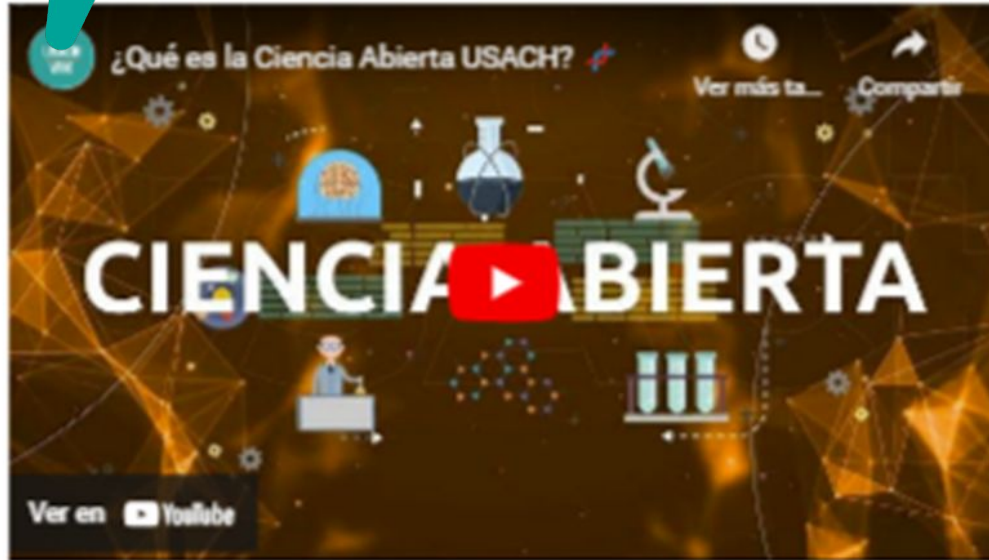 ¿Qué es la Ciencia Abierta USACH?
Ver más ta...
Compartir
CIENCIA ABIERTA
Ver en YouTube